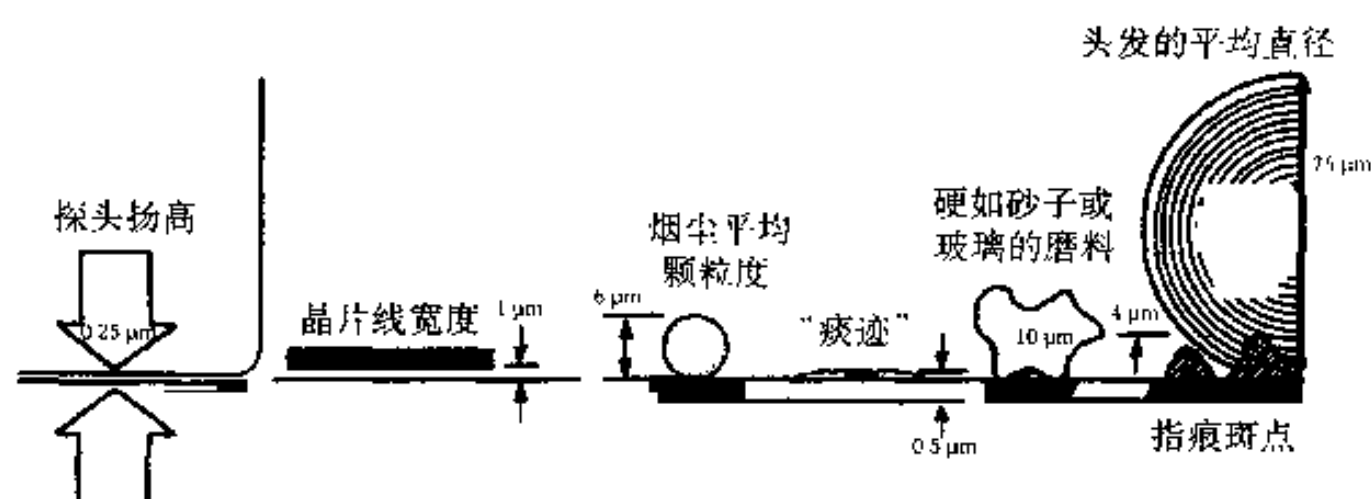 头发的平均直径
探头扬高
0.25 μm
晶片线宽度
1 μm
烟尘平均
颗粒度
6 μm
“痰迹”
0.5 μm
硬如砂子或
玻璃的磨料
10 μm
4 μm
指痕斑点